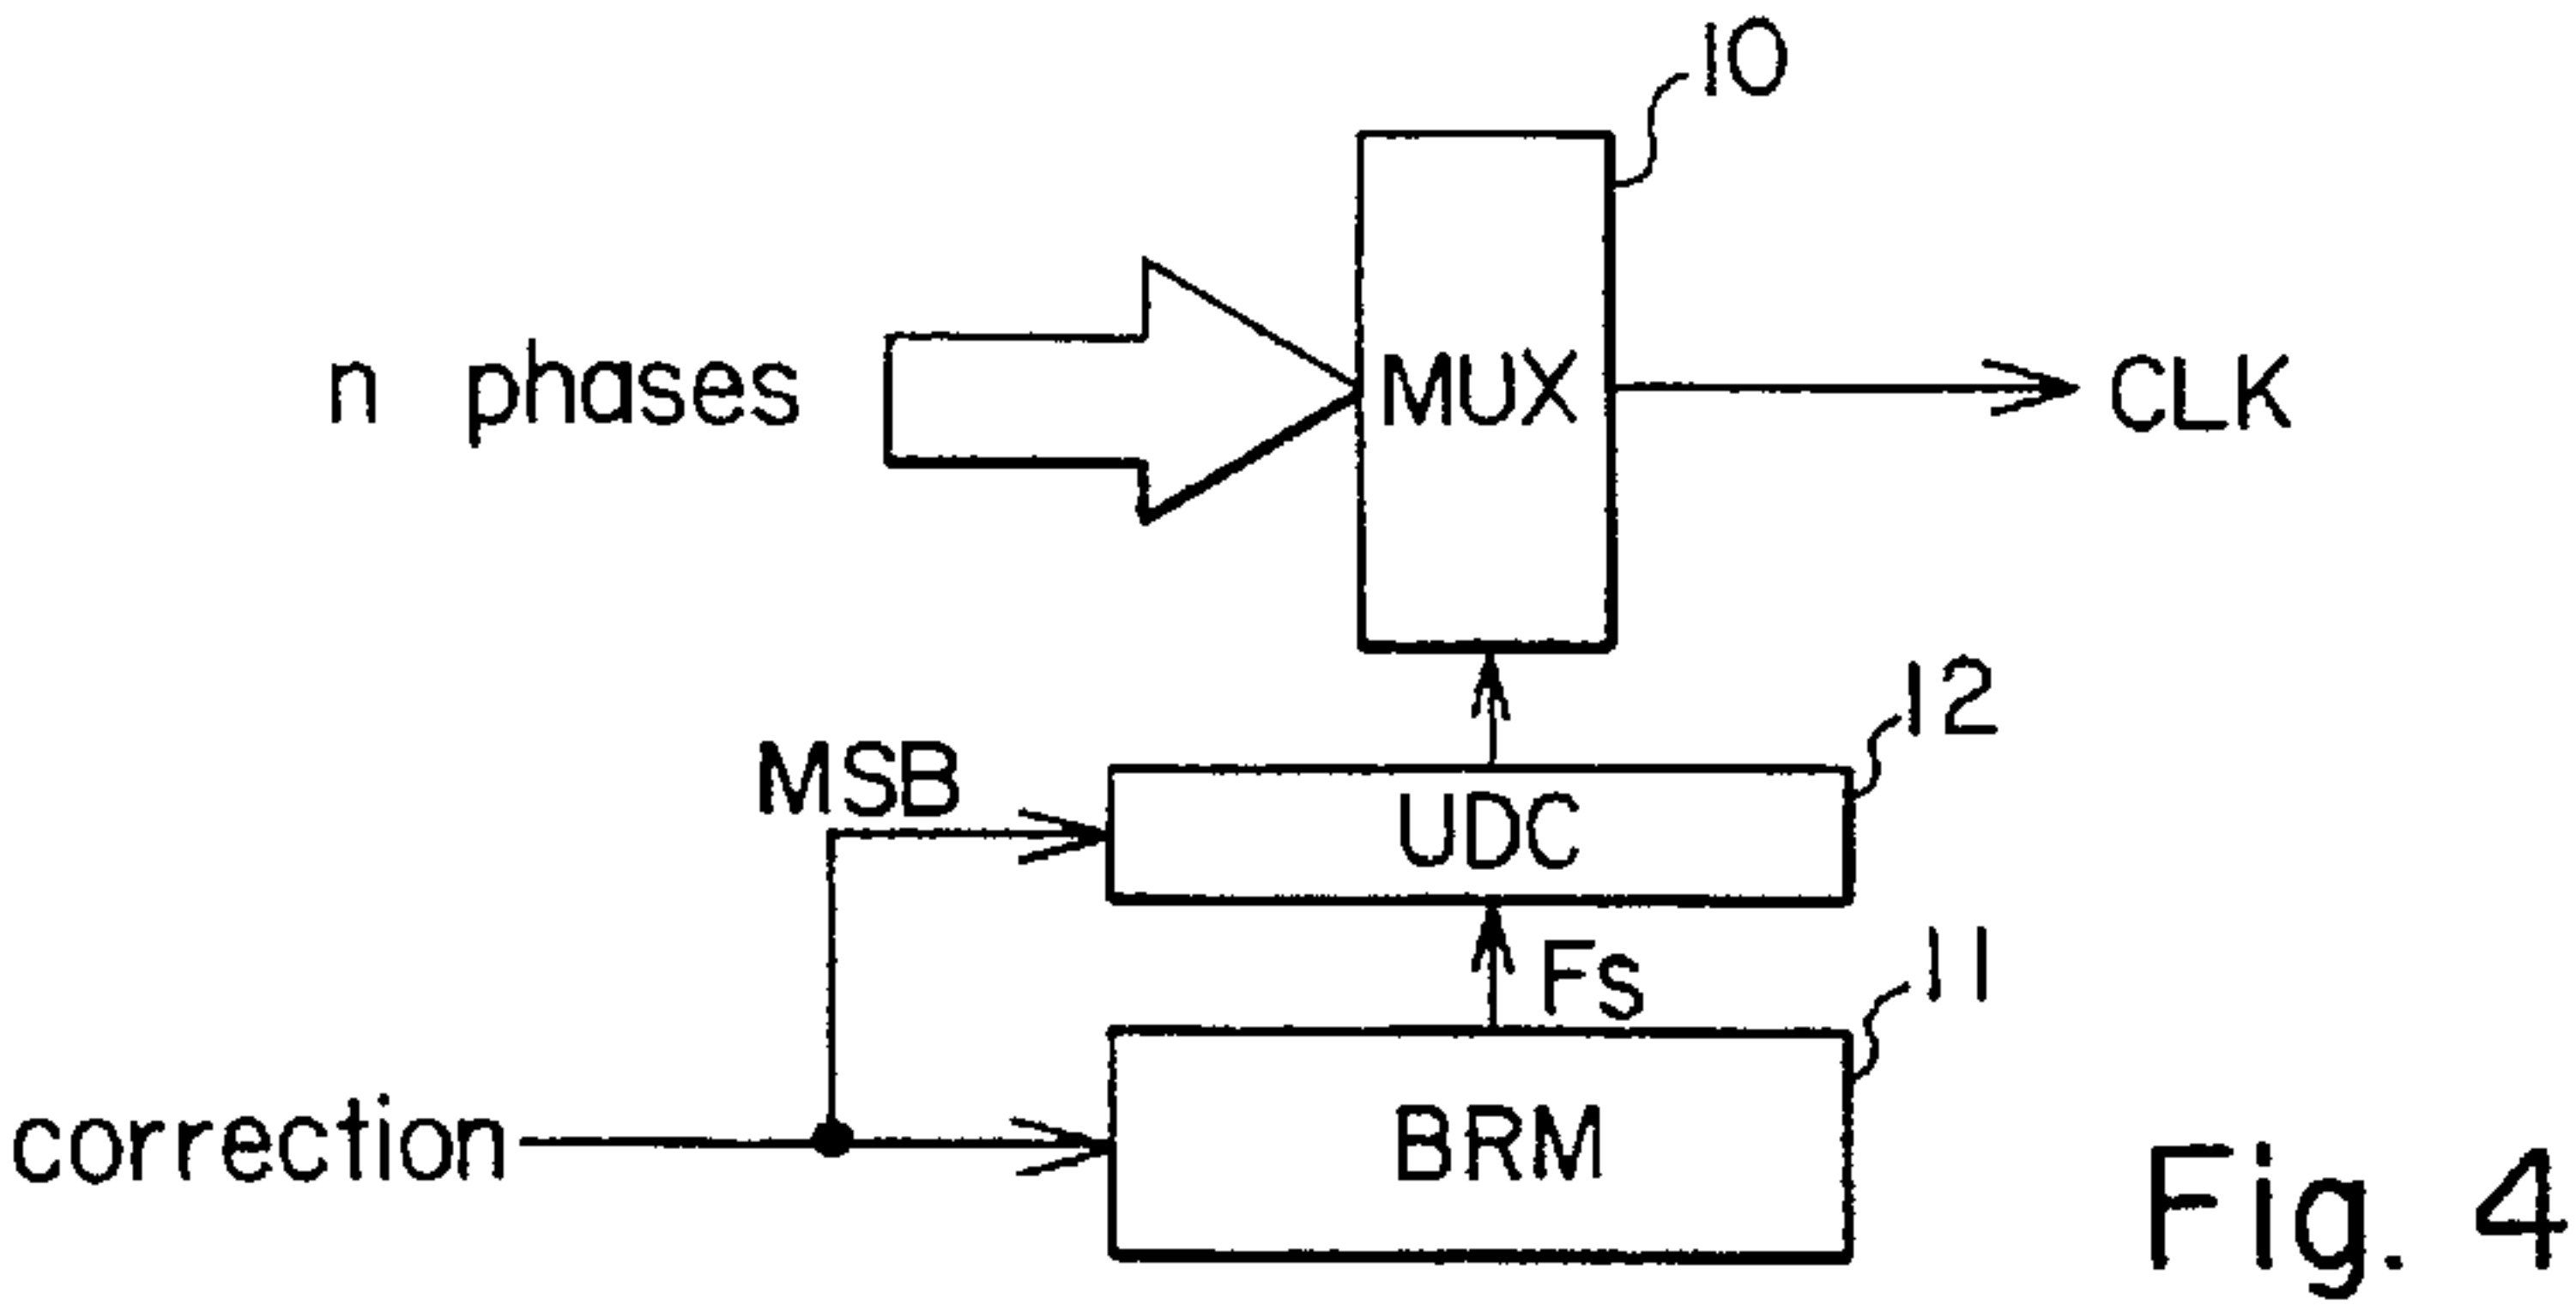 10
n phases
MUX
CLK
12
MSB
UDC
Fs
11
correction
BRM
Fig. 4